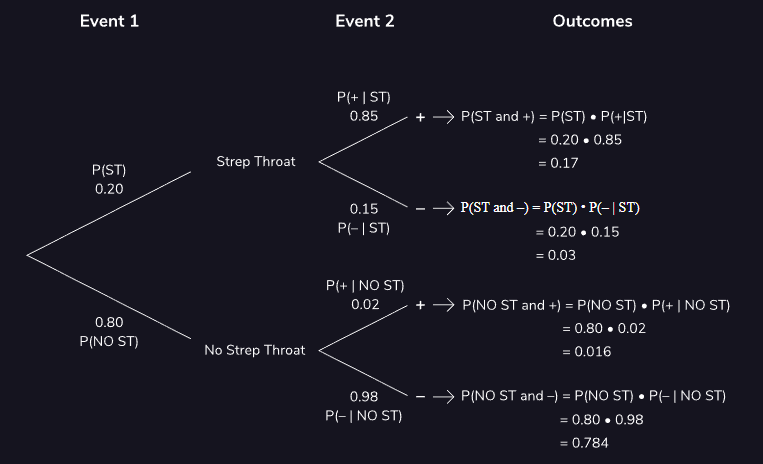 Event 1
Event 2
Outcomes
P(+ | ST)
0.85
+
P(ST and +) = P(ST) • P(+|ST)
= 0.20 • 0.85
= 0.17
P(ST)
0.20
Strep Throat
0.15
P(– | ST)
–
P(ST and –) = P(ST) • P(– | ST)
= 0.20 • 0.15
= 0.03
P(+ | NO ST)
0.02
+
P(NO ST and +) = P(NO ST) • P(+ | NO ST)
= 0.80 • 0.02
= 0.016
0.80
P(NO ST)
No Strep Throat
0.98
P(– | NO ST)
–
P(NO ST and –) = P(NO ST) • P(– | NO ST)
= 0.80 • 0.98
= 0.784